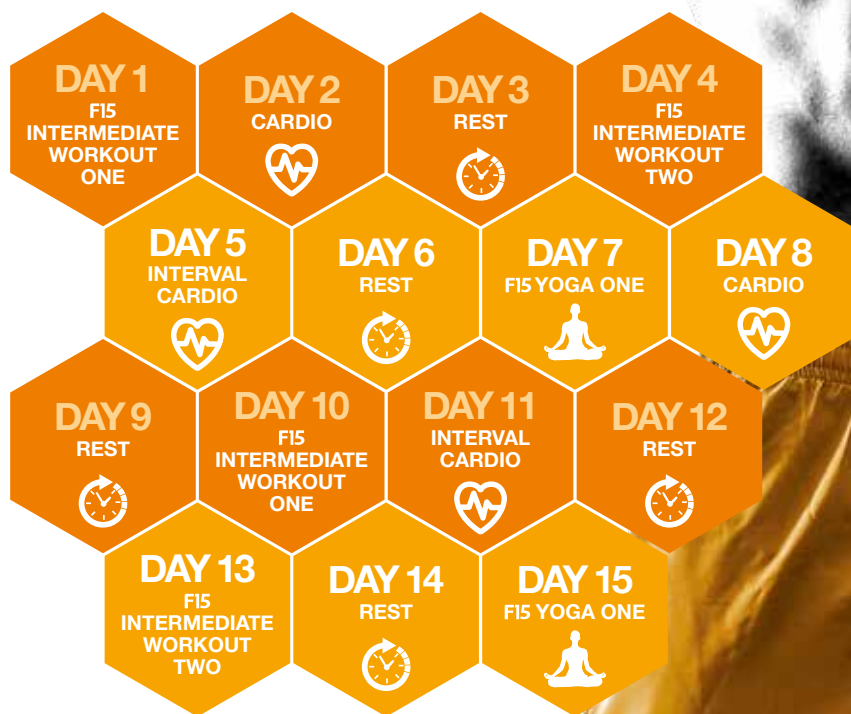 DAY 1
F15
INTERMEDIATE
WORKOUT
ONE
DAY 2
CARDIO
DAY 3
REST
DAY 4
F15
INTERMEDIATE
WORKOUT
TWO
DAY 5
INTERVAL
CARDIO
DAY 6
REST
DAY 7
F15 YOGA ONE
DAY 8
CARDIO
DAY 9
REST
DAY 10
F15
INTERMEDIATE
WORKOUT
ONE
DAY 11
INTERVAL
CARDIO
DAY 12
REST
DAY 13
F15
INTERMEDIATE
WORKOUT
TWO
DAY 14
REST
DAY 15
F15 YOGA ONE